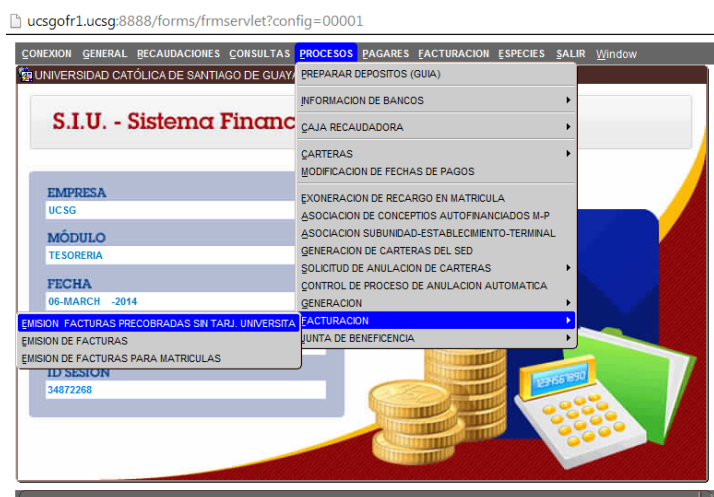 ucsgofr1.ucsg:8888/forms/frmservlet?config=00001
CONEXION GENERAL RECAUDACIONES CONSULTAS PROCESOS PAGARES FACTURACION ESPECIES SALIR Window
UNIVERSIDAD CATÓLICA DE SANTIAGO DE
PREPARAR DEPOSITOS (GUIA)
INFORMACION DE BANCOS
CAJA RECAUDADORA
CARTERAS
MODIFICACION DE FECHAS DE PAGOS
EXONERACION DE RECARGO EN MATRICULA
ASOCIACION DE CONCEPTIOS AUTOFINANCIADOS M-P
ASOCIACION SUBUNIDAD-ESTABLECIMIENTO-TERMINAL
GENERACION DE CARTERAS DEL SED
SOLICITUD DE ANULACION DE CARTERAS
CONTROL DE PROCESO DE ANULACION AUTOMATICA
GENERACION
FACTURACION
JUNTA DE BENEFICENCIA
S.I.U. - Sistema Financ
EMPRESA
UCSG
MÓDULO
TESORERIA
FECHA
06-MARCH -2014
EMISION FACTURAS PRECOBRADAS SIN TARJ. UNIVERSITA
EMISION DE FACTURAS
EMISION DE FACTURAS PARA MATRICULAS
ID SESIÓN
34872268
1234561890